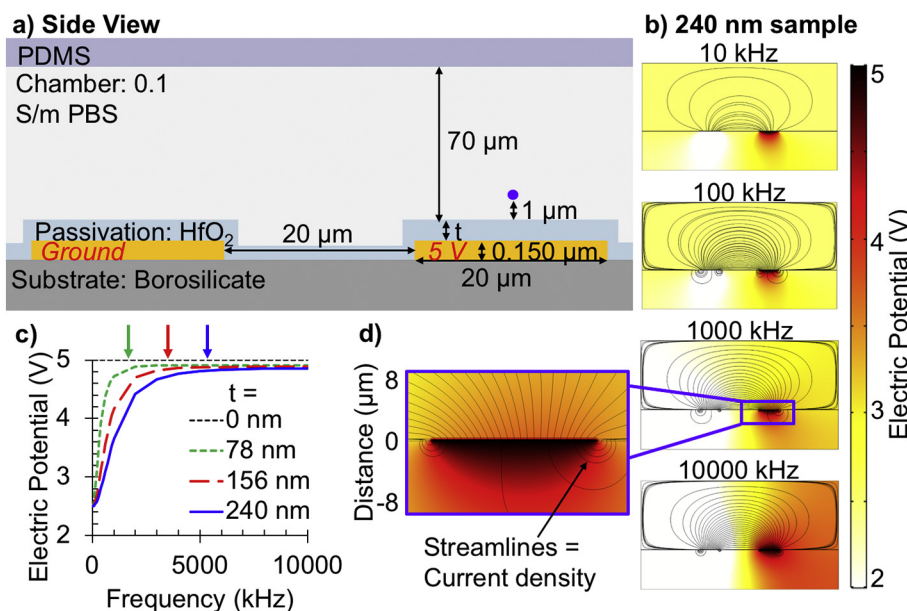 a) Side View
PDMS
Chamber: 0.1
S/m PBS
70 µm
1 µm
Passivation: HfO₂
20 µm
t
Ground
5 V
0.150 µm
Substrate: Borosilicate
20 µm
b) 240 nm sample
10 kHz
100 kHz
1000 kHz
10000 kHz
5
4
3
2
Electric Potential (V)
c)
5
4
3
2
Electric Potential (V)
t =
0 nm
78 nm
156 nm
240 nm
0
5000
10000
Frequency (kHz)
d)
8
0
-8
Distance (µm)
Streamlines =
Current density